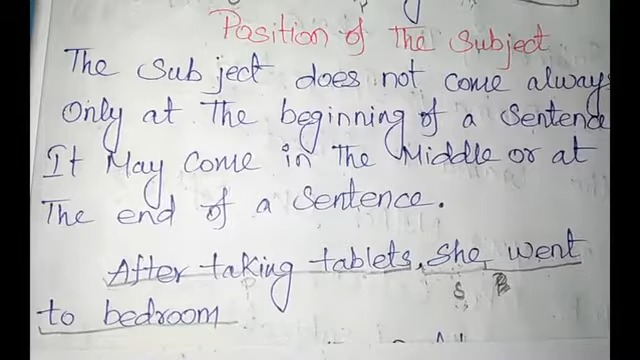 Position of The Subject
The Subject does not come always
Only at The beginning of a Sentence
It May Come in The Middle or at
The end of a Sentence.
After taking tablets, she went
S P
to bedroom